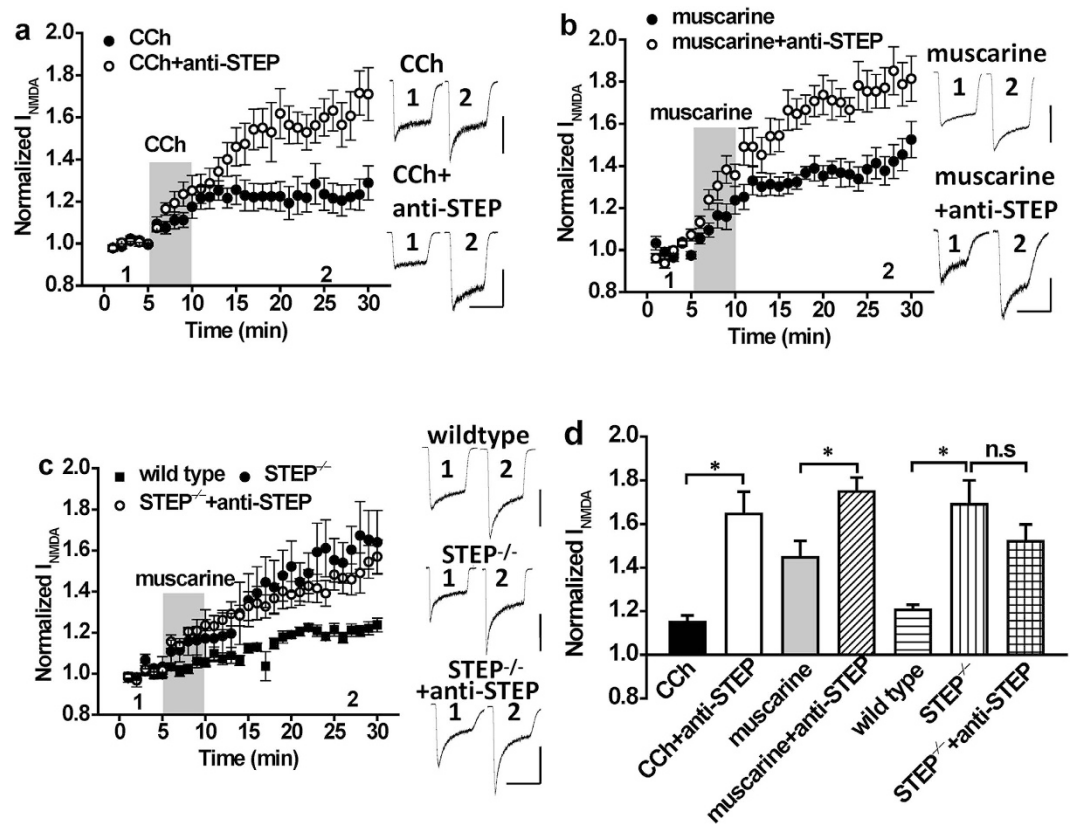 a
CCh
CCh+anti-STEP
Normalized I_NMDA
2.0
1.8
1.6
1.4
1.2
1.0
0.8
CCh
1
2
0 5 10 15 20 25 30
Time (min)
CCh
1 2
CCh+
anti-STEP
1 2
b
muscarine
muscarine+anti-STEP
Normalized I_NMDA
2.0
1.8
1.6
1.4
1.2
1.0
0.8
muscarine
1
2
0 5 10 15 20 25 30
Time (min)
muscarine
1 2
muscarine
+anti-STEP
1 2
c
wild type STEP-/-
STEP-/-+anti-STEP
Normalized I_NMDA
2.0
1.8
1.6
1.4
1.2
1.0
0.8
muscarine
1
2
0 5 10 15 20 25 30
Time (min)
wildtype
1 2
STEP-/-
1 2
STEP-/-
+anti-STEP
1 2
d
Normalized I_NMDA
2.0
1.8
1.6
1.4
1.2
1.0
* * * n.s
CCh
CCh+anti-STEP
muscarine
muscarine+anti-STEP
wild type
STEP-/-
STEP-/-+anti-STEP